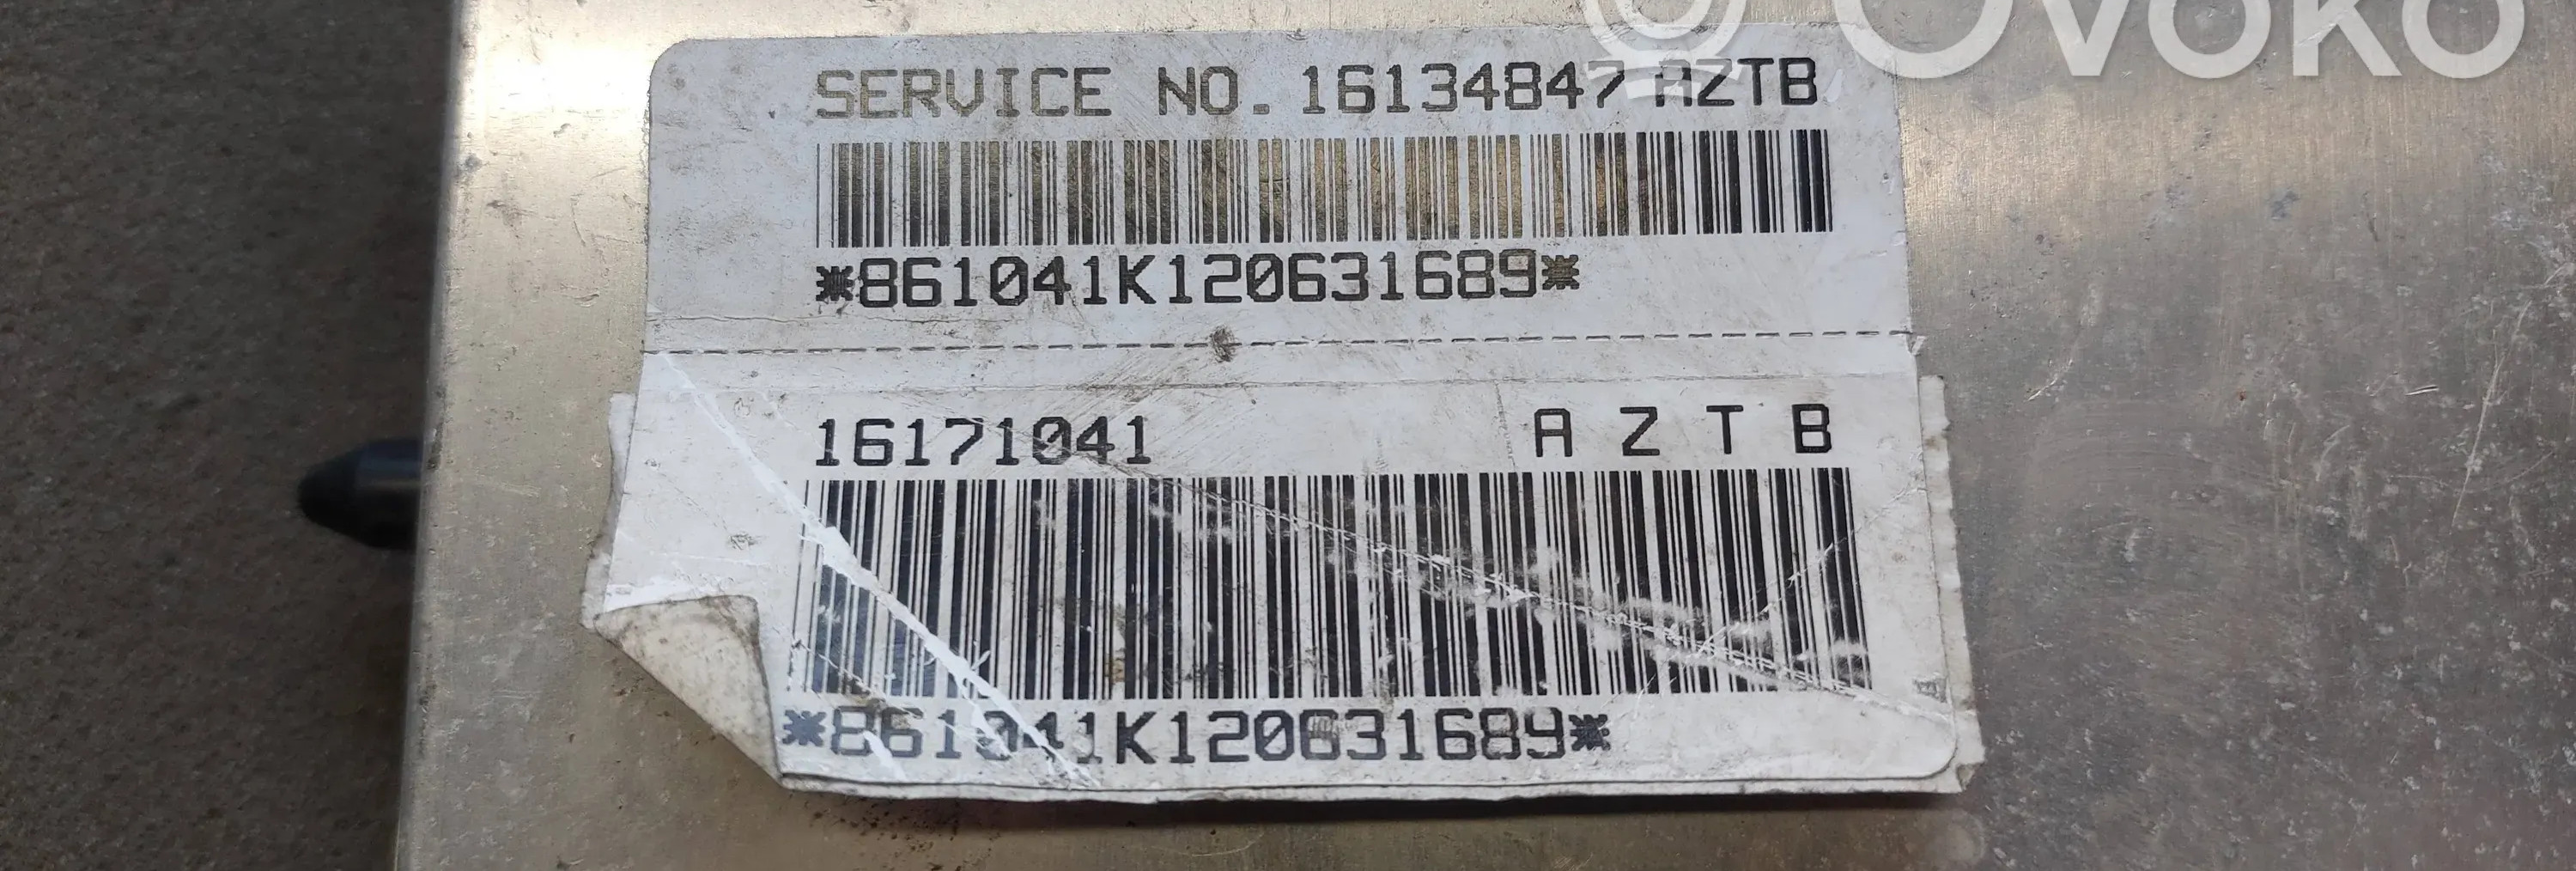 OVOKO
SERVICE NO. 16134847 AZTB
*861041K120631689*
16171041 A Z T B
*861041K120631689*